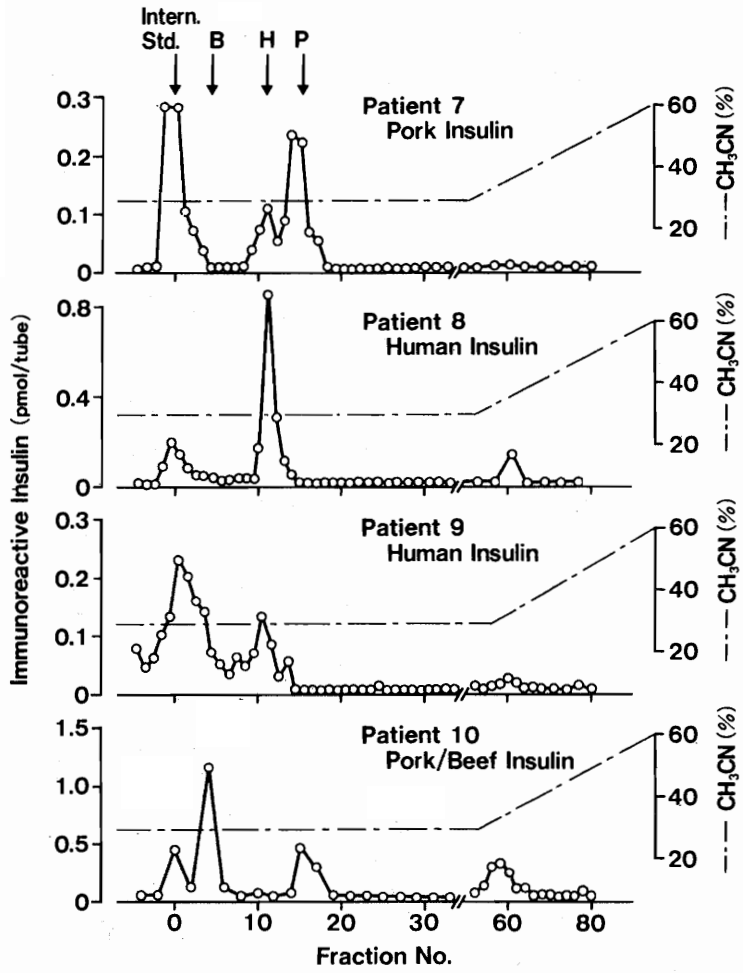 Intern.
Std. B H P
Patient 7
Pork Insulin
0.3
0.2
0.1
0
60
40
20
CH₃CN (%)
Patient 8
Human Insulin
0.8
0.4
0
60
40
20
CH₃CN (%)
Patient 9
Human Insulin
0.3
0.2
0.1
0
60
40
20
CH₃CN (%)
Patient 10
Pork/Beef Insulin
1.5
1.0
0.5
0
60
40
20
CH₃CN (%)
Immunoreactive Insulin (pmol/tube)
0 10 20 30 60 80
Fraction No.